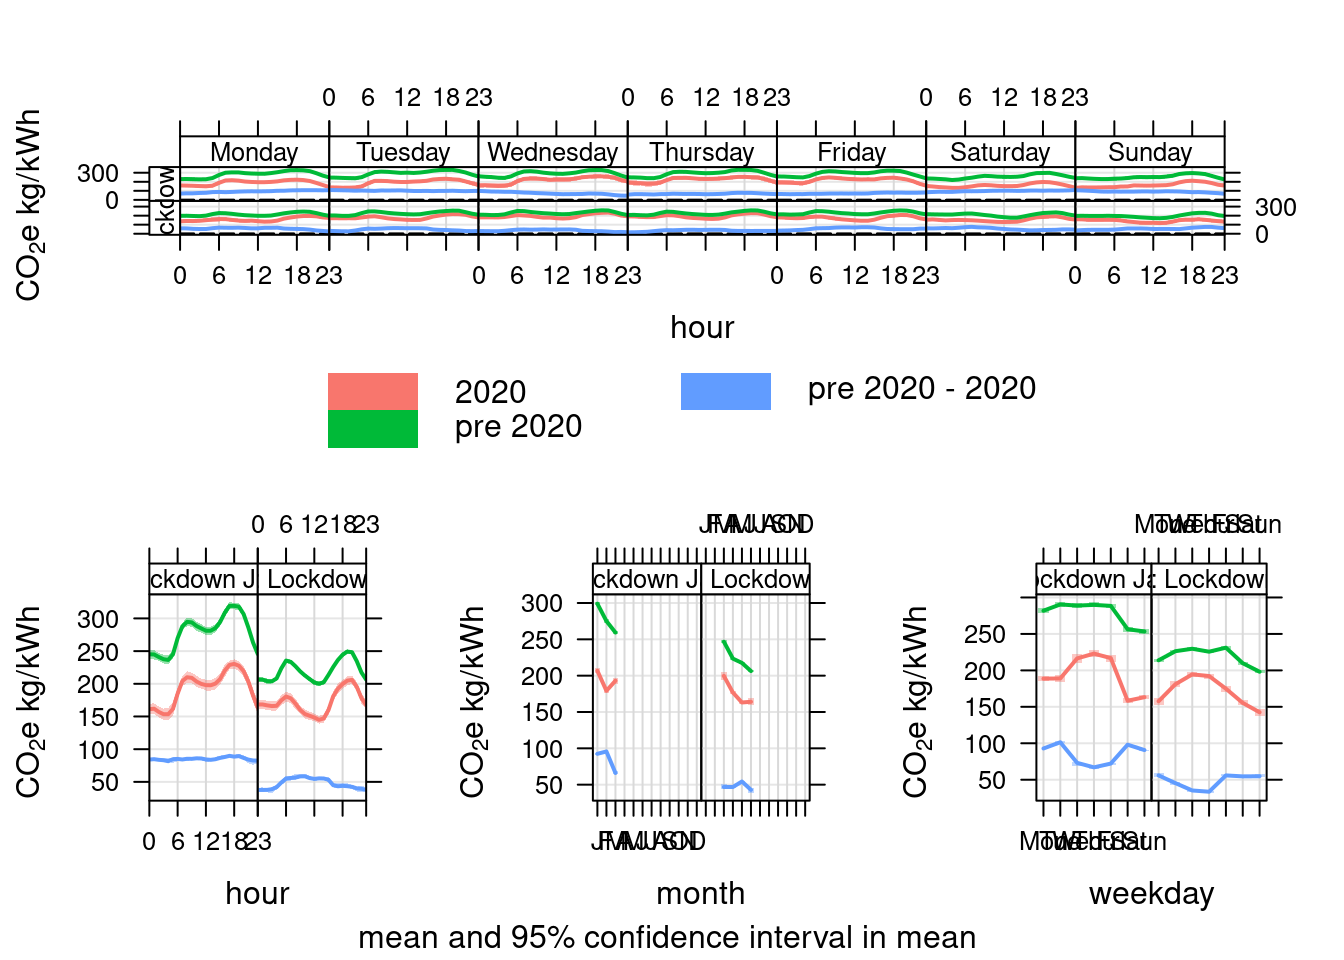 0 6 12 18 23 0 6 12 18 23 0 6 12 18 23
Monday Tuesday Wednesday Thursday Friday Saturday Sunday
CO2e kg/kWh
300
0
ckdow
300
0
0 6 12 18 23 0 6 12 18 23 0 6 12 18 23 0 6 12 18 23
hour
2020
pre 2020
pre 2020 - 2020
0 6 12 18 23
ckdown J
Lockdow
CO2e kg/kWh
300
250
200
150
100
50
0 6 12 18 23
hour
ckdown J
Lockdow
CO2e kg/kWh
300
250
200
150
100
50
month
ockdown Ja
Lockdow
CO2e kg/kWh
250
200
150
100
50
weekday
mean and 95% confidence interval in mean